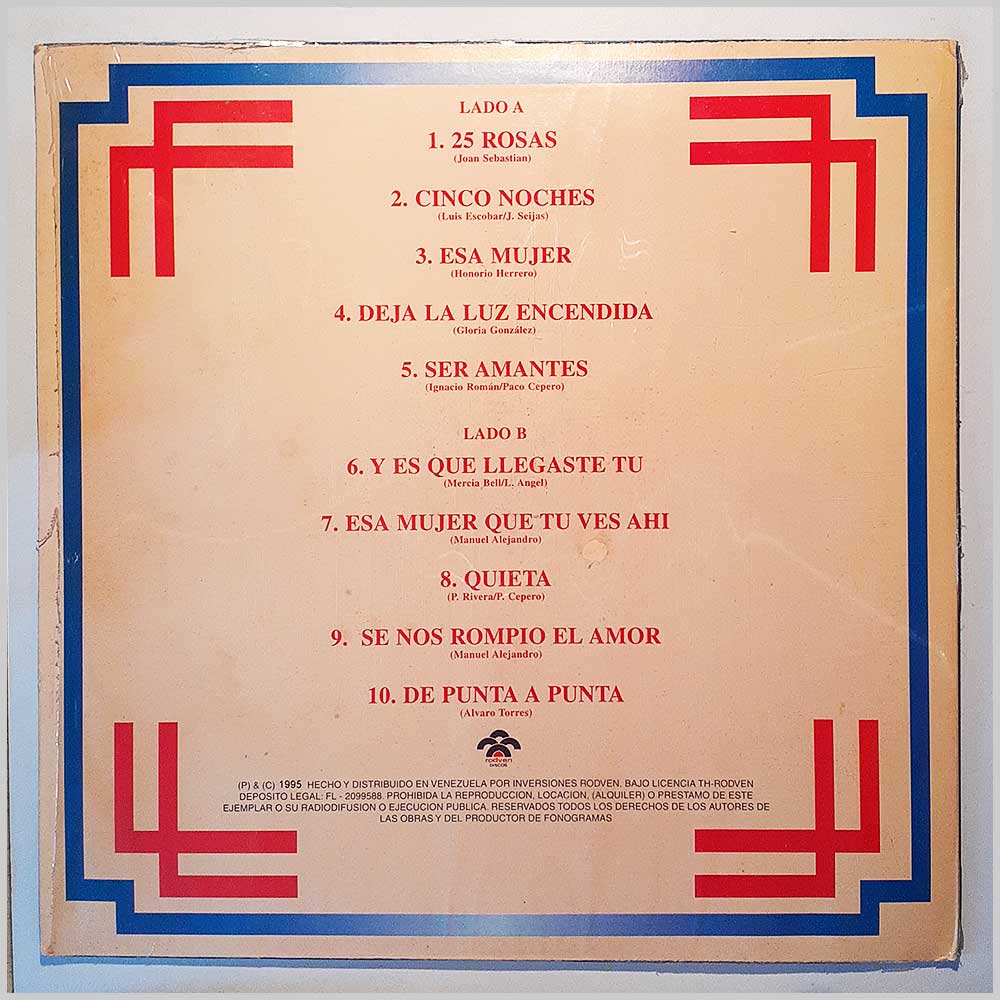 LADO A
1. 25 ROSAS
(Joan Sebastian)
2. CINCO NOCHES
(Luis Escobar/J. Seijas)
3. ESA MUJER
(Honorio Herrero)
4. DEJA LA LUZ ENCENDIDA
(Gloria González)
5. SER AMANTES
(Ignacio Román/Paco Cepero)
LADO B
6. Y ES QUE LLEGASTE TU
(Mercia Bell/L. Angel)
7. ESA MUJER QUE TU VES AHI
(Manuel Alejandro)
8. QUIETA
(P. Rivera/P. Cepero)
9. SE NOS ROMPIO EL AMOR
(Manuel Alejandro)
10. DE PUNTA A PUNTA
(Alvaro Torres)
rodven
DISCOS
(P) & (C) 1995 HECHO Y DISTRIBUIDO EN VENEZUELA POR INVERSIONES RODVEN. BAJO LICENCIA TH-RODVEN
DEPOSITO LEGAL: FL - 2099588. PROHIBIDA LA REPRODUCCION, LOCACION, (ALQUILER) O PRESTAMO DE ESTE
EJEMPLAR O SU RADIODIFUSION O EJECUCION PUBLICA. RESERVADOS TODOS LOS DERECHOS DE LOS AUTORES DE
LAS OBRAS Y DEL PRODUCTOR DE FONOGRAMAS